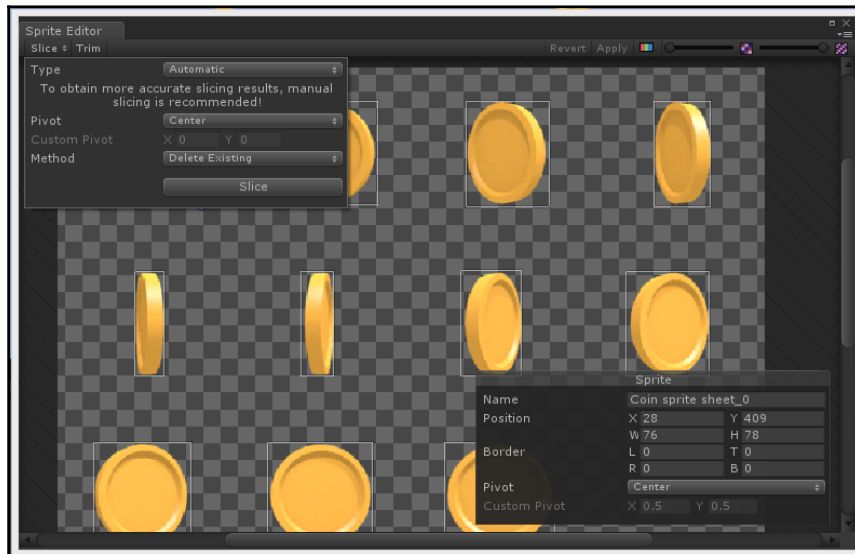 Sprite Editor
Slice Trim Revert Apply
Type Automatic
To obtain more accurate slicing results, manual
slicing is recommended!
Pivot Center
Custom Pivot X 0 Y 0
Method Delete Existing
Slice
Sprite
Name Coin sprite sheet_0
Position X 28 Y 409
W 76 H 78
Border L 0 T 0
R 0 B 0
Pivot Center
Custom Pivot X 0.5 Y 0.5